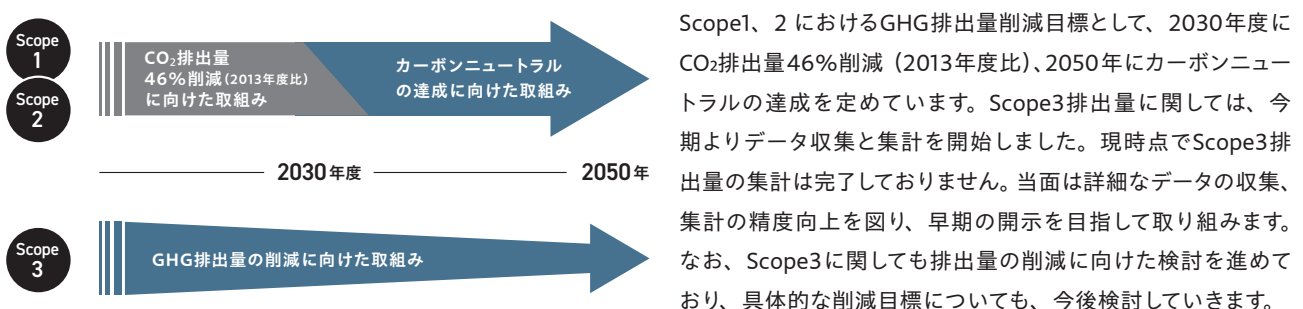 Scope
1
Scope
2
CO₂排出量
46%削減(2013年度比)
に向けた取組み
カーボンニュートラル
の達成に向けた取組み
2030年度
2050年
Scope
3
GHG排出量の削減に向けた取組み
Scope1、2 におけるGHG排出量削減目標として、2030年度に
CO₂排出量46%削減（2013年度比）、2050年にカーボンニュー
トラルの達成を定めています。Scope3排出量に関しては、今
期よりデータ収集と集計を開始しました。現時点でScope3排
出量の集計は完了しておりません。当面は詳細なデータの収集、
集計の精度向上を図り、早期の開示を目指して取り組みます。
なお、Scope3に関しても排出量の削減に向けた検討を進めて
おり、具体的な削減目標についても、今後検討していきます。